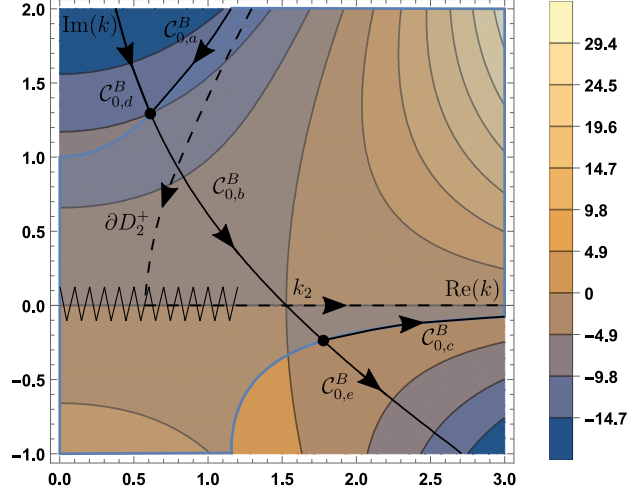 2.0
Im(k)
𝒞^B_{0,a}
29.4
1.5
24.5
𝒞^B_{0,d}
19.6
1.0
14.7
𝒞^B_{0,b}
9.8
0.5
∂D_2^+
4.9
k_2
Re(k)
0.0
0
𝒞^B_{0,c}
−4.9
−0.5
𝒞^B_{0,e}
−9.8
−14.7
−1.0
0.0 0.5 1.0 1.5 2.0 2.5 3.0